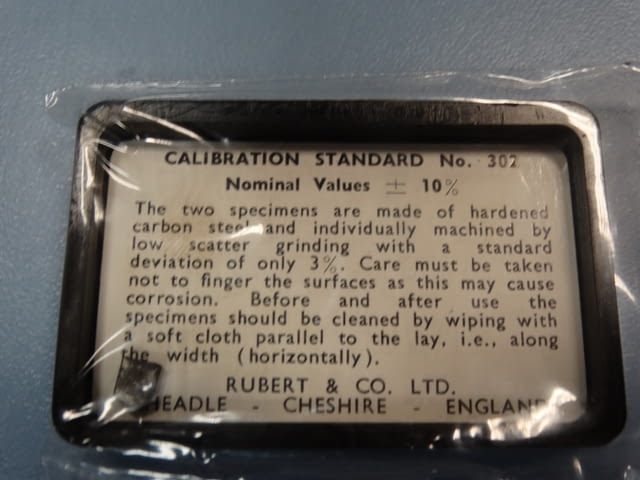 CALIBRATION STANDARD No. 302
Nominal Values ± 10%
The two specimens are made of hardened
carbon steel and individually machined by
low scatter grinding with a standard
deviation of only 3%. Care must be taken
not to finger the surfaces as this may cause
corrosion. Before and after use the
specimens should be cleaned by wiping with
a soft cloth parallel to the lay, i.e., along
the width (horizontally).
RUBERT & CO. LTD.
CHEADLE - CHESHIRE - ENGLAND